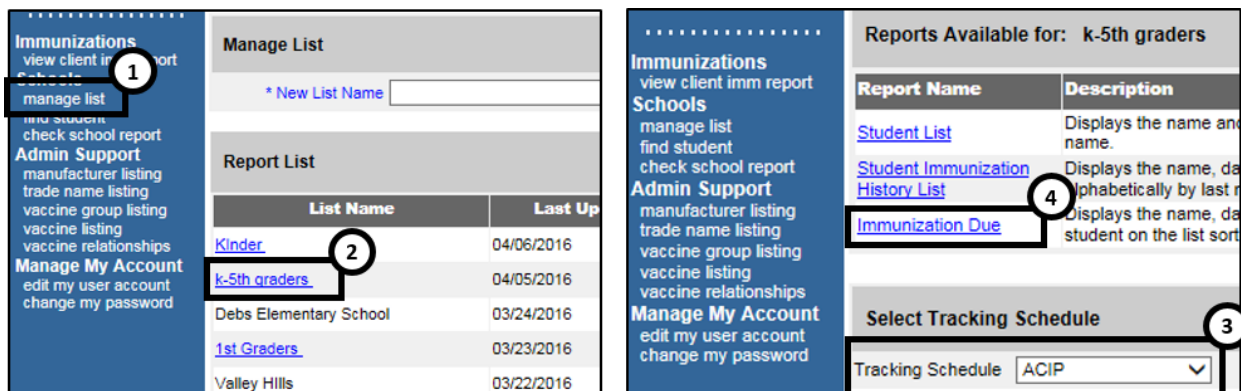 Immunizations
view client imm report
1
manage list
find student
check school report
Admin Support
manufacturer listing
trade name listing
vaccine group listing
vaccine listing
vaccine relationships
Manage My Account
edit my user account
change my password
Manage List
* New List Name
Report List
List Name Last Up
KInder 04/06/2016
2
k-5th graders 04/05/2016
Debs Elementary School 03/24/2016
1st Graders 03/23/2016
Valley HIlls 03/22/2016
Immunizations
view client imm report
Schools
manage list
find student
check school report
Admin Support
manufacturer listing
trade name listing
vaccine group listing
vaccine listing
vaccine relationships
Manage My Account
edit my user account
change my password
Reports Available for: k-5th graders
Report Name Description
Student List Displays the name and
name.
Student Immunization Displays the name, da
History List alphabetically by last
4
Immunization Due Displays the name, da
student on the list sort
Select Tracking Schedule
3
Tracking Schedule ACIP